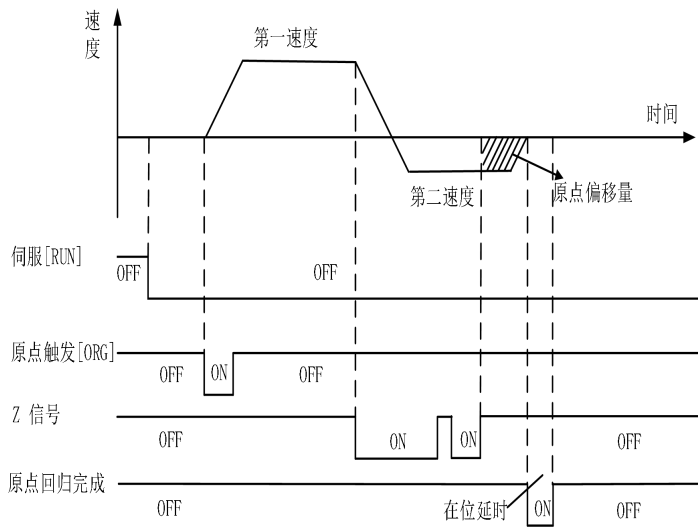 速
度
第一速度
时间
第二速度
原点偏移量
伺服[RUN]
OFF
OFF
原点触发[ORG]
OFF
ON
OFF
Z 信号
OFF
ON
ON
OFF
原点回归完成
OFF
在位延时
ON
OFF